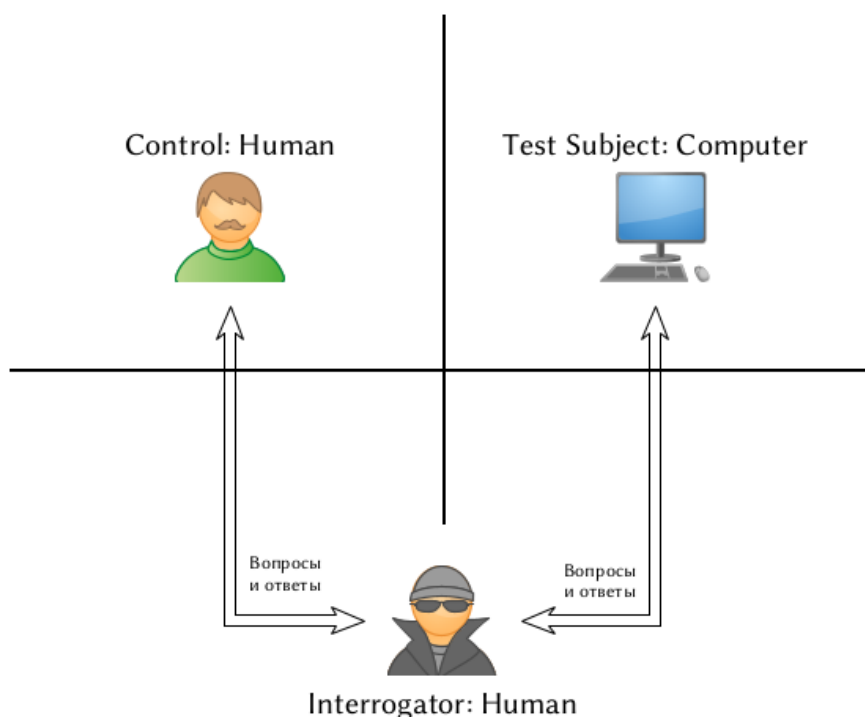 Control: Human
Test Subject: Computer
Вопросы
и ответы
Вопросы
и ответы
Interrogator: Human